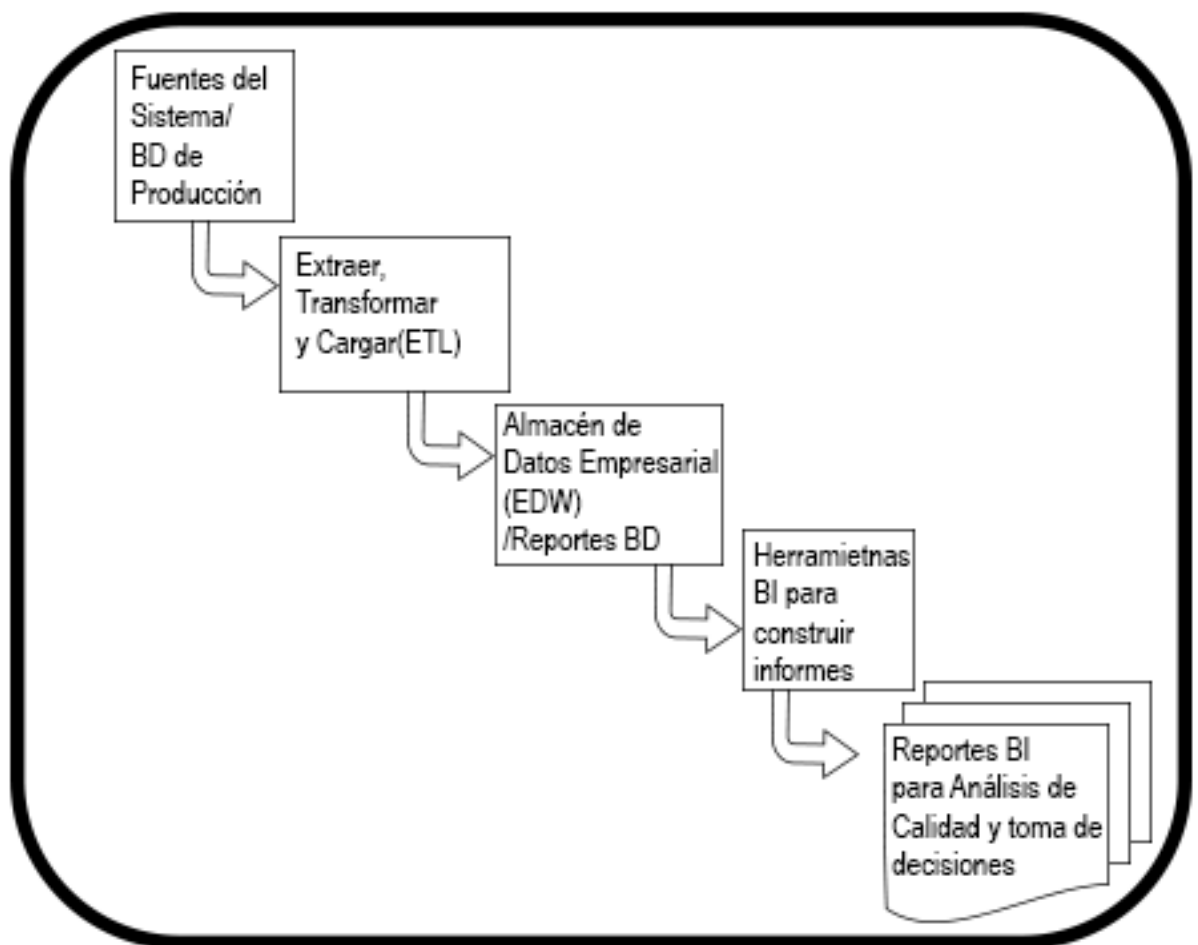 Fuentes del
Sistema/
BD de
Producción
Extraer,
Transformar
y Cargar(ETL)
Almacén de
Datos Empresarial
(EDW)
/Reportes BD
Herramietnas
BI para
construir
informes
Reportes BI
para Análisis de
Calidad y toma de
decisiones